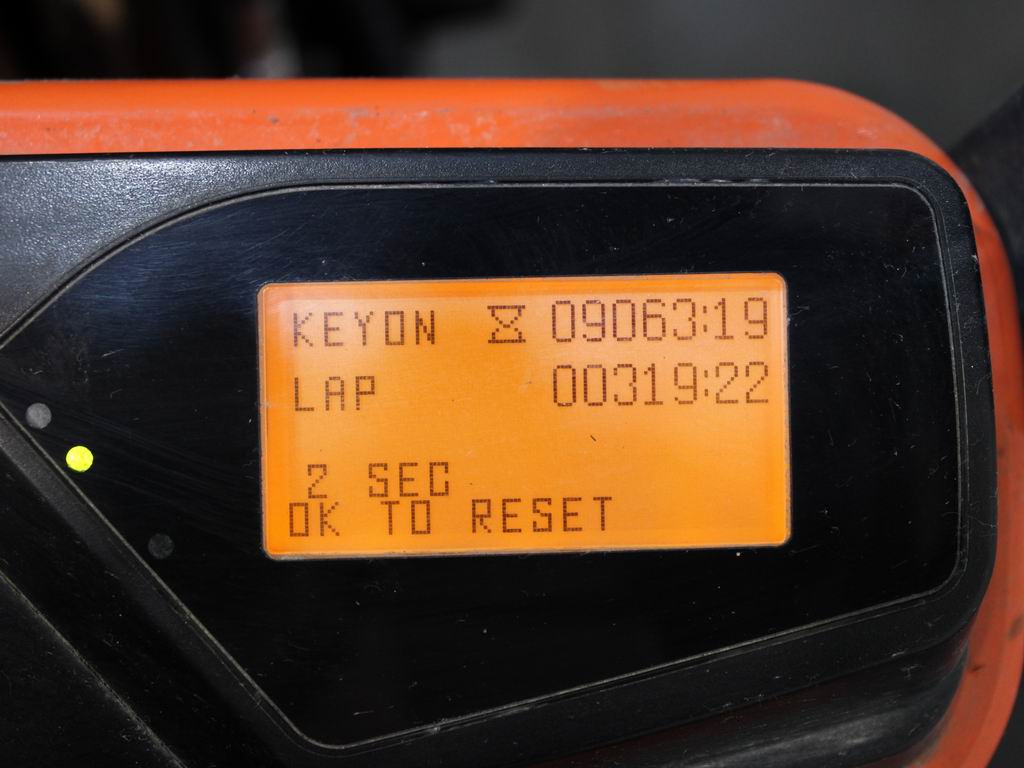 KEYON 09063:19
LAP 00319:22
2 SEC
OK TO RESET